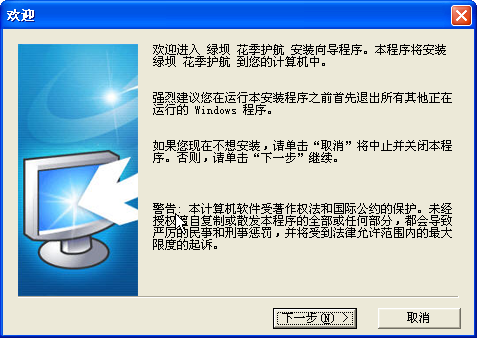 欢迎
欢迎进入 绿坝 花季护航 安装向导程序。本程序将安装
绿坝 花季护航 到您的计算机中。
强烈建议您在运行本安装程序之前首先退出所有其他正在
运行的 Windows 程序。
如果您现在不想安装，请单击“取消”将中止并关闭本程
序。否则，请单击“下一步”继续。
警告：本计算机软件受著作权法和国际公约的保护。未经
授权擅自复制或散发本程序的全部或任何部分，都会导致
严厉的民事和刑事惩罚，并将受到法律允许范围内的最大
限度的起诉。
下一步(N) >
取消